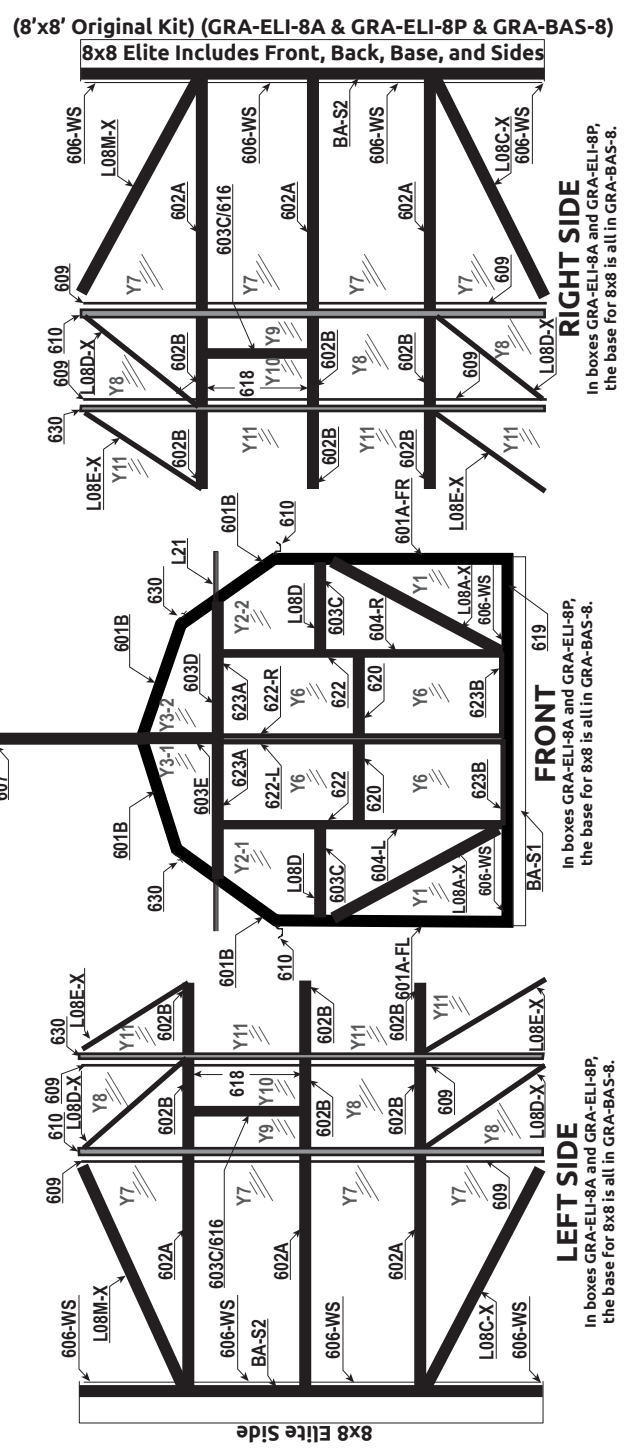 (8'x8' Original Kit) (GRA-ELI-8A & GRA-ELI-8P & GRA-BAS-8)
8x8 Elite Includes Front, Back, Base, and Sides
606-WS
L08M-X
606-WS
BA-S2
606-WS
L08C-X
606-WS
602A
603C/616
602A
602A
609
Y7
Y7
Y7
Y7
609
610
L08D-X
609
Y8
602B
618
Y9
Y10
602B
Y8
602B
609
Y8
L08D-X
630
L08E-X
Y11
602B
Y11
602B
Y11
602B
L08E-X
Y11
RIGHT SIDE
In boxes GRA-ELI-8A and GRA-ELI-8P,
the base for 8x8 is all in GRA-BAS-8.
607
601B
630
L21
601B
610
601A-FR
603D
Y3-2
Y3-1
603E
Y2-2
L08D
603C
604-R
Y1
L08A-X
606-WS
619
623A
622-R
Y6
622
620
Y6
623B
623A
622-L
Y6
622
620
Y6
623B
601B
630
Y2-1
L08D
603C
604-L
Y1
L08A-X
606-WS
BA-S1
601B
610
601A-FL
FRONT
In boxes GRA-ELI-8A and GRA-ELI-8P,
the base for 8x8 is all in GRA-BAS-8.
L08E-X
630
Y11
602B
Y11
602B
Y11
602B
Y11
L08E-X
609
L08D-X
610
Y8
602B
618
Y10
Y9
602B
Y8
609
Y8
L08D-X
609
Y7
Y7
Y7
Y7
609
602A
603C/616
602A
602A
L08M-X
606-WS
606-WS
BA-S2
606-WS
L08C-X
606-WS
LEFT SIDE
In boxes GRA-ELI-8A and GRA-ELI-8P,
the base for 8x8 is all in GRA-BAS-8.
8x8 Elite Side